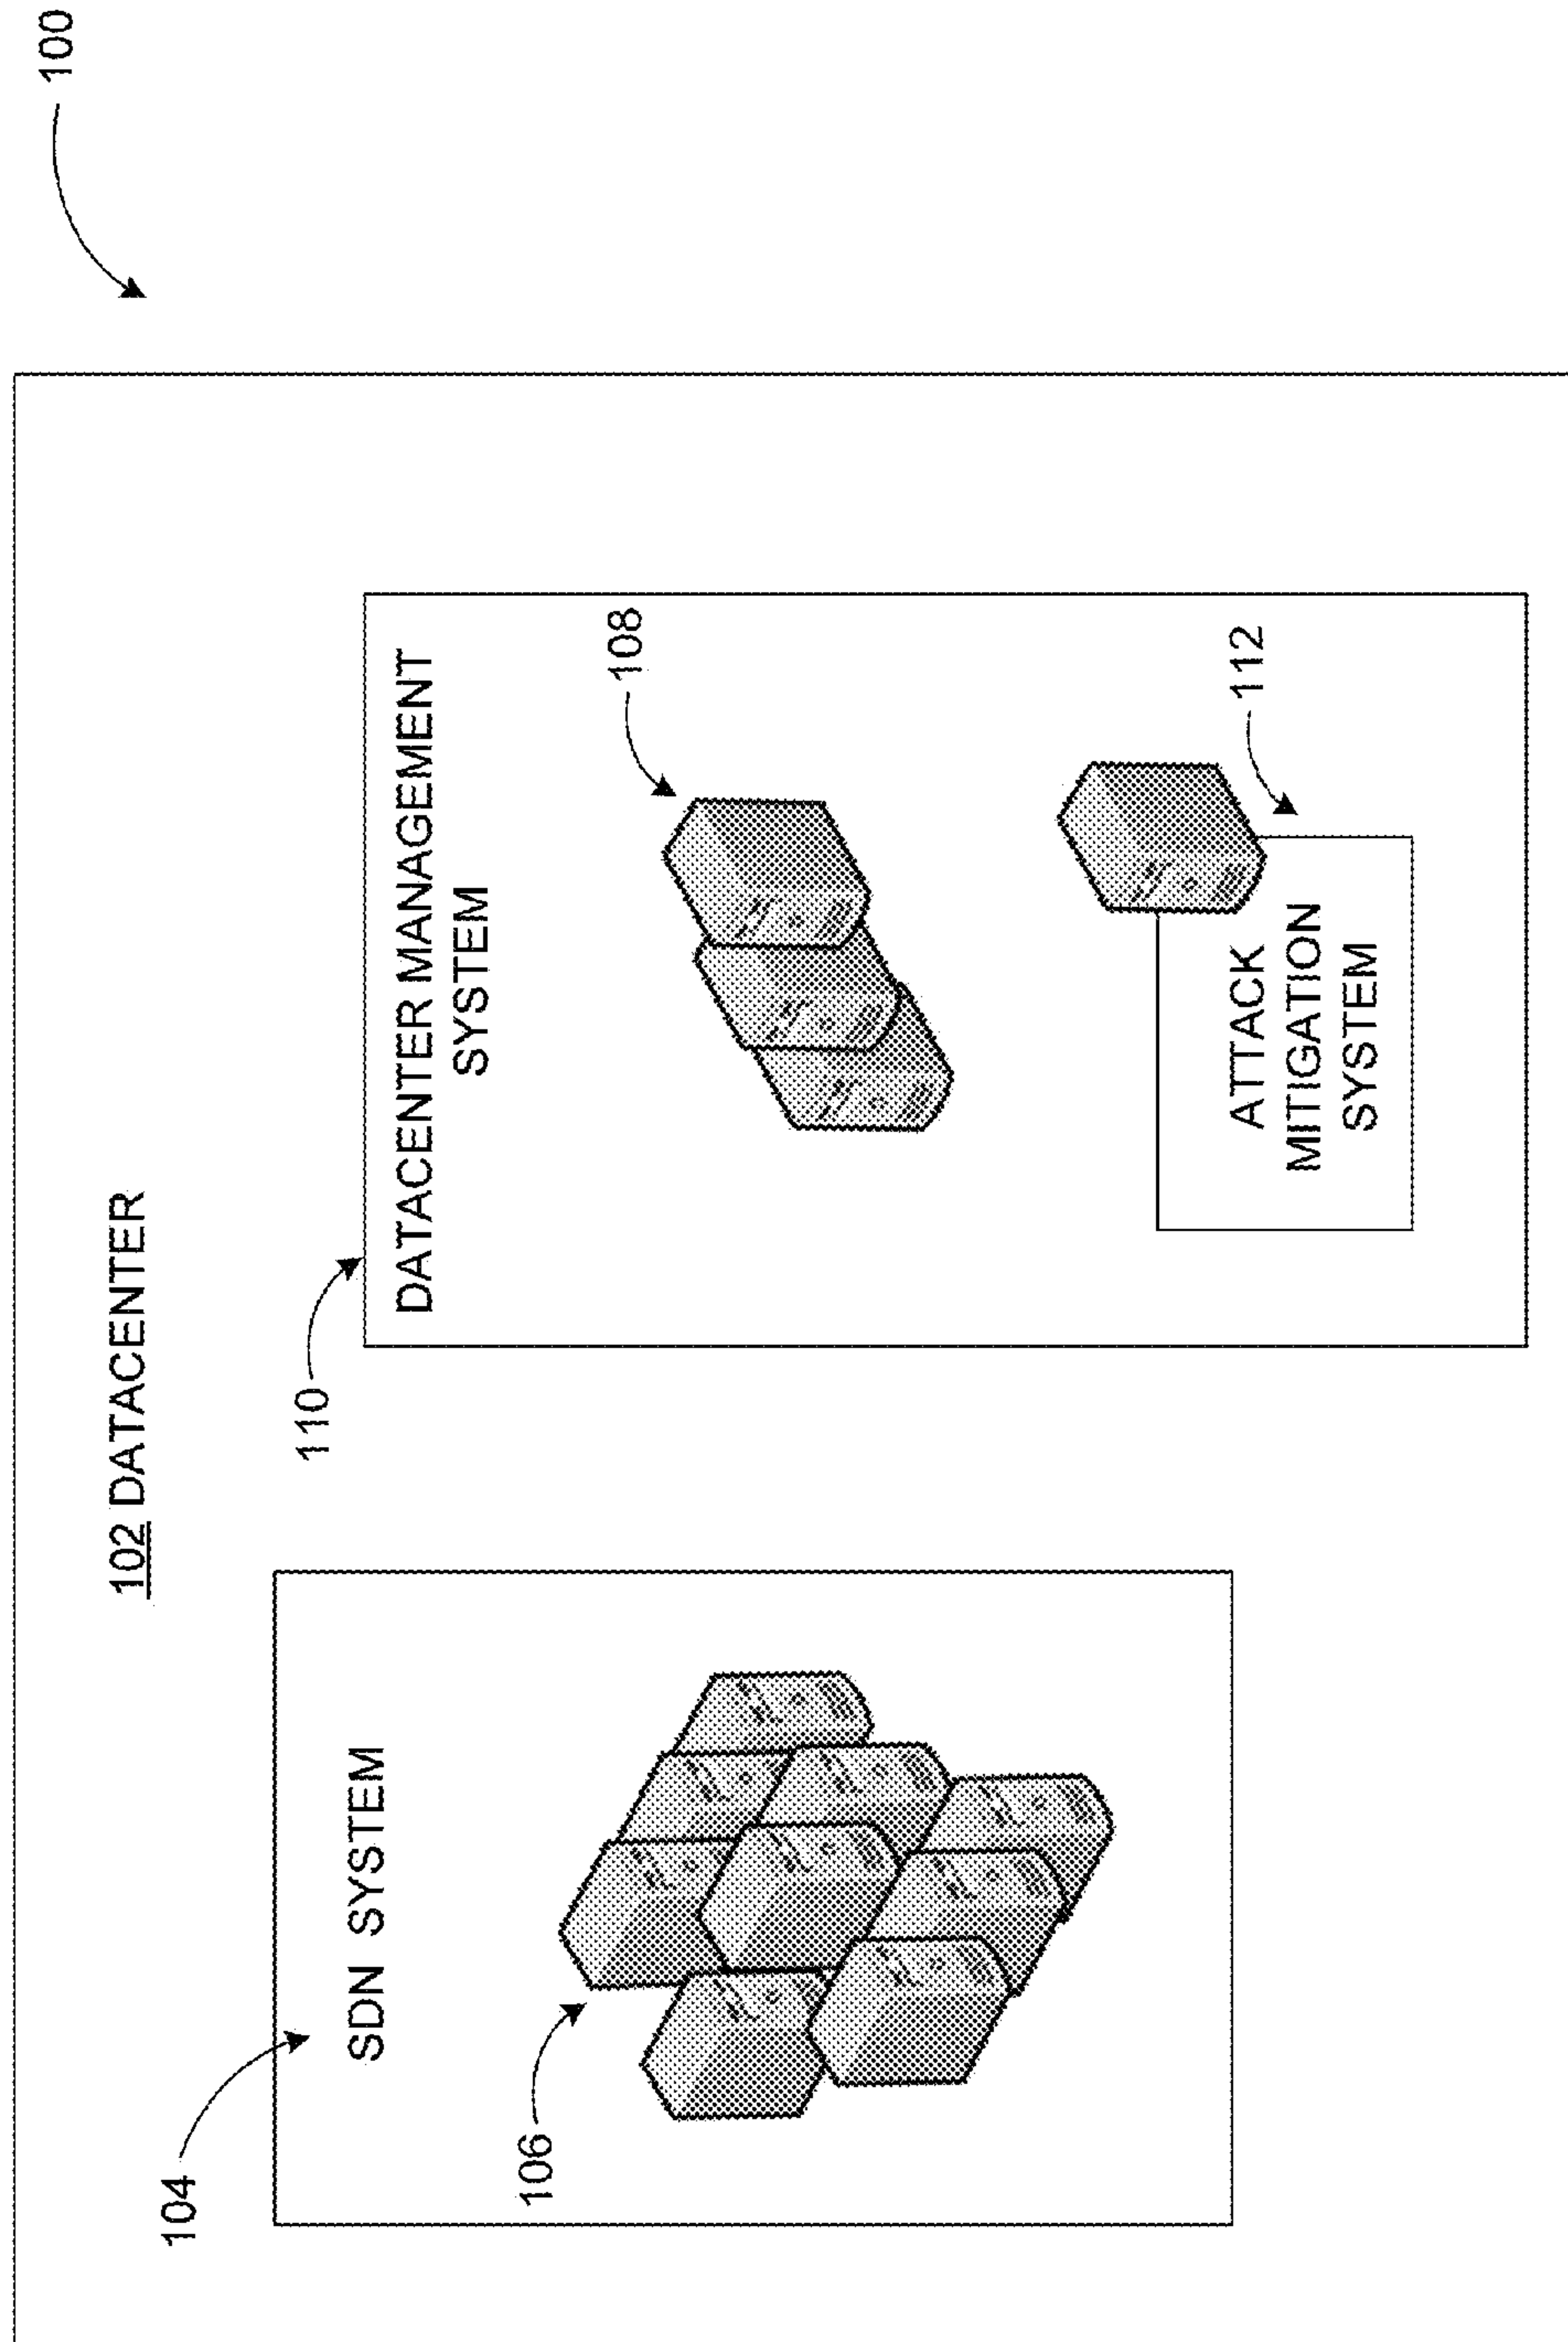 100
102 DATACENTER
104
SDN SYSTEM
106
110
DATACENTER MANAGEMENT
SYSTEM
108
112
ATTACK
MITIGATION
SYSTEM